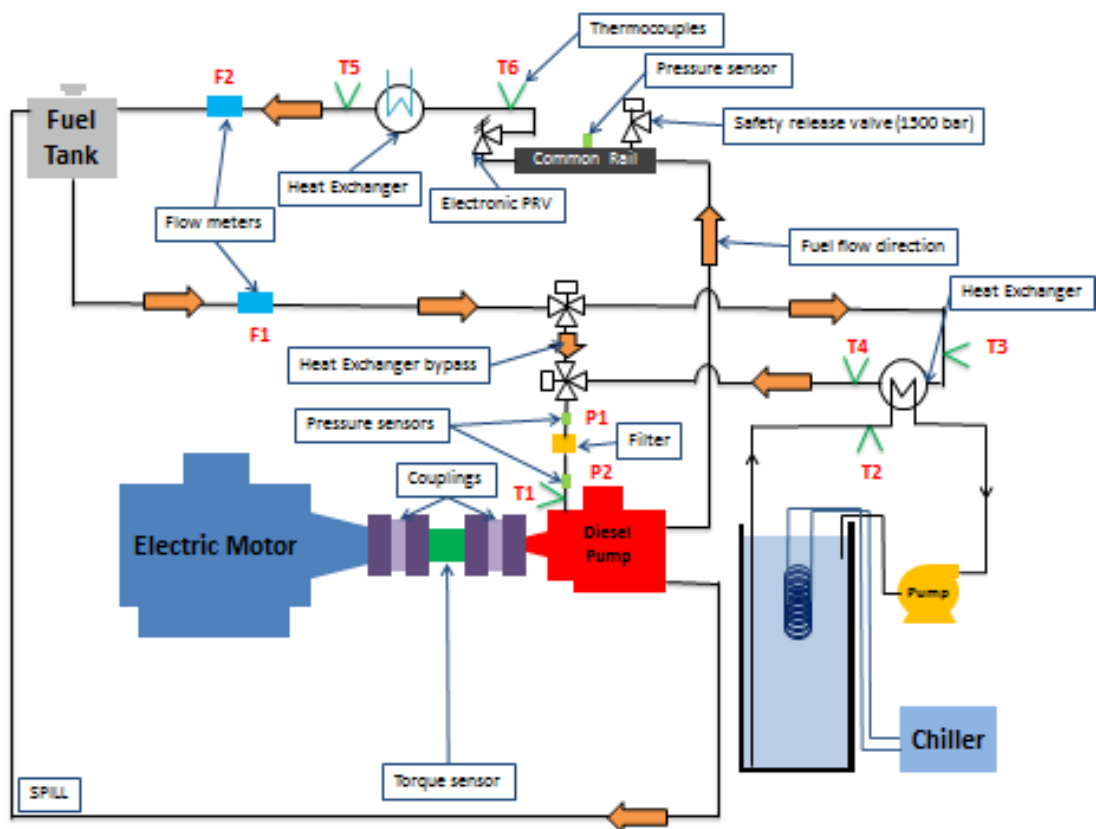 Thermocouples
F2
T5
T6
Pressure sensor
Fuel
Tank
Safety release valve (1500 bar)
Common Rail
Heat Exchanger
Electronic PRV
Flow meters
Fuel flow direction
Heat Exchanger
F1
T4
T3
Heat Exchanger bypass
Pressure sensors
P1
Filter
T2
Couplings
P2
T1
Electric Motor
Diesel
Pump
Pump
Chiller
Torque sensor
SPILL